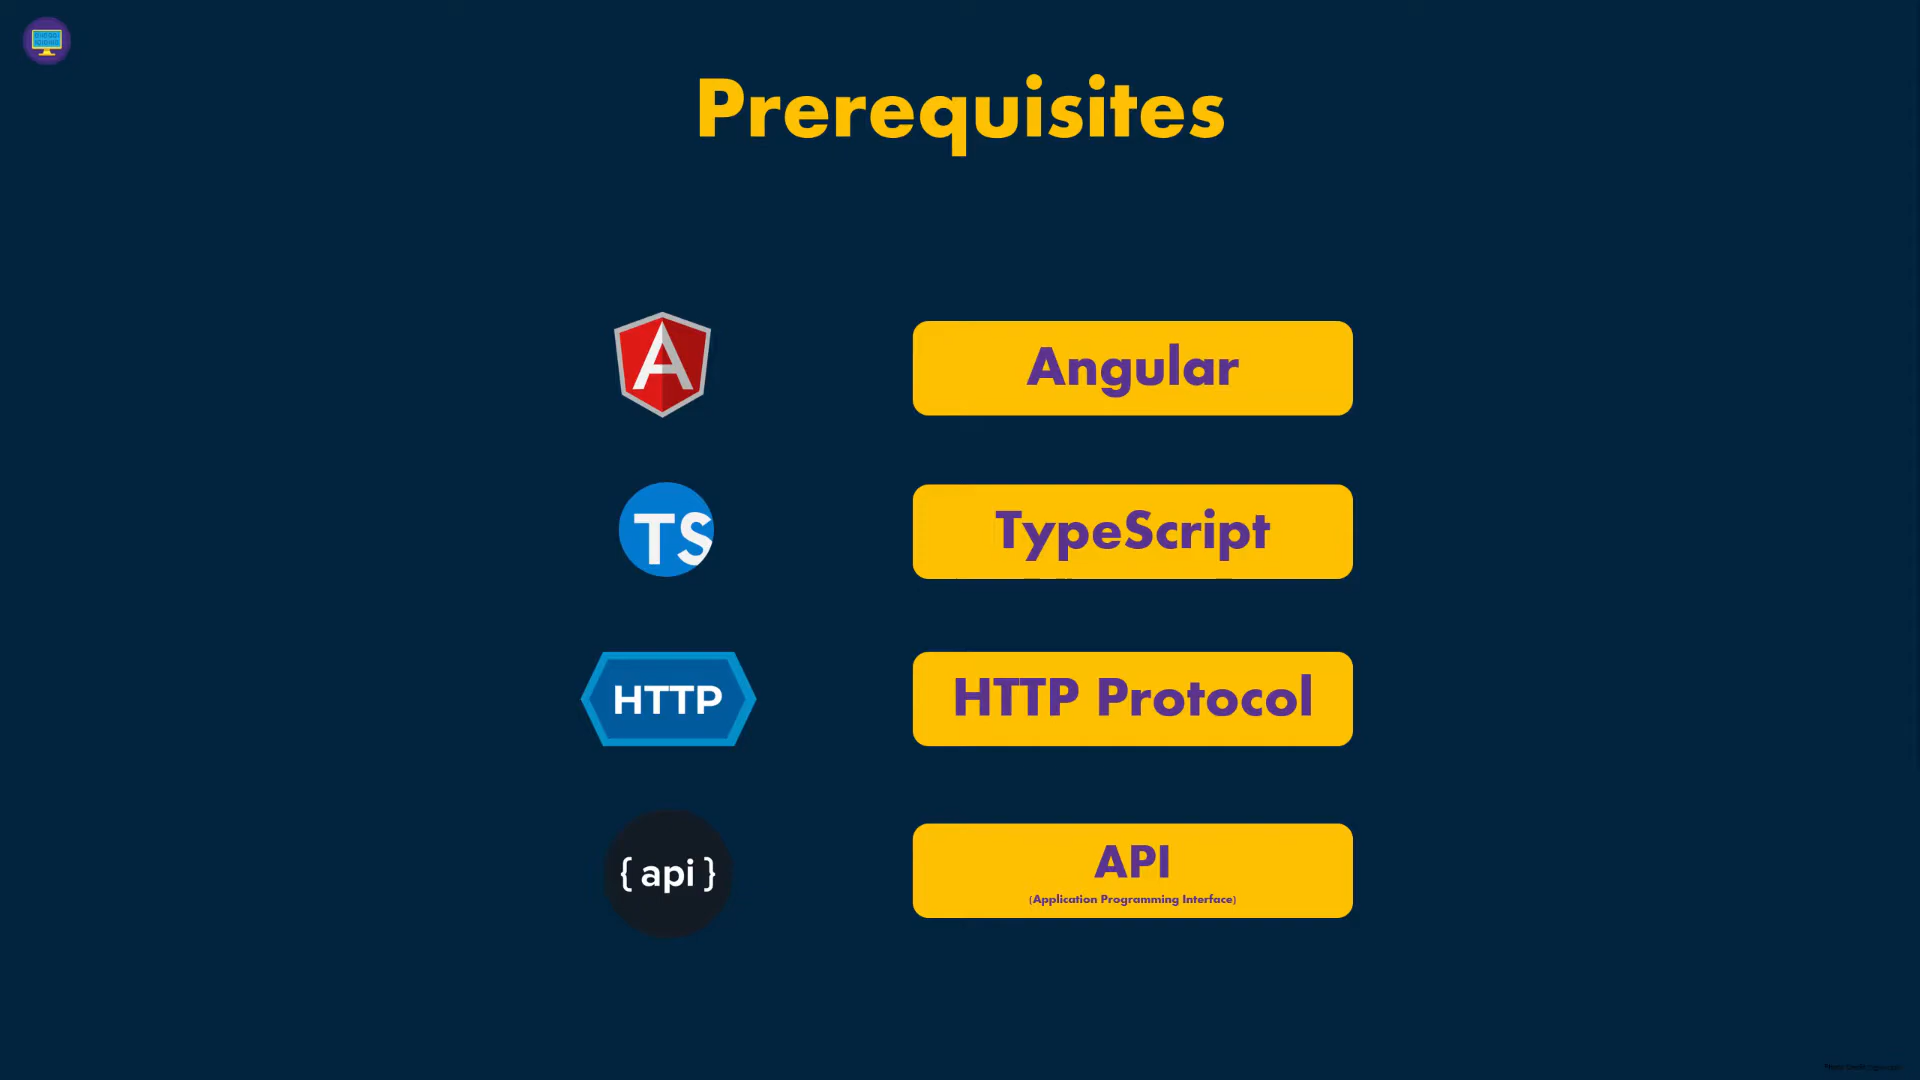 Prerequisites
Angular
TS
TypeScript
HTTP
HTTP Protocol
{ api }
API
(Application Programming Interface)